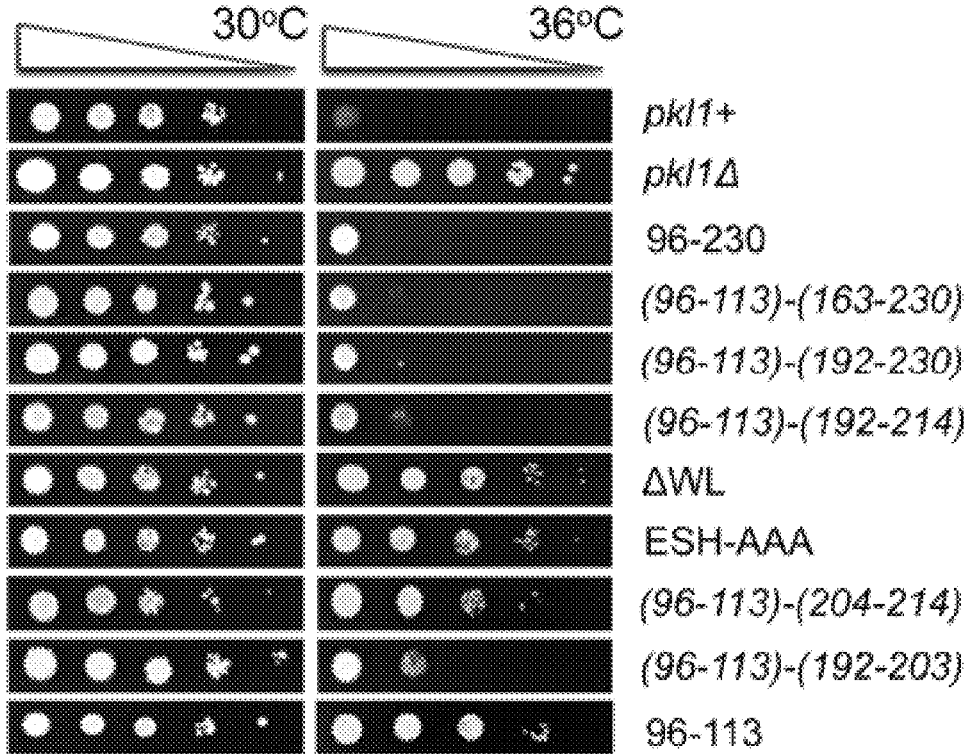 30°C 36°C
pkl1+
pkl1Δ
96-230
(96-113)-(163-230)
(96-113)-(192-230)
(96-113)-(192-214)
ΔWL
ESH-AAA
(96-113)-(204-214)
(96-113)-(192-203)
96-113